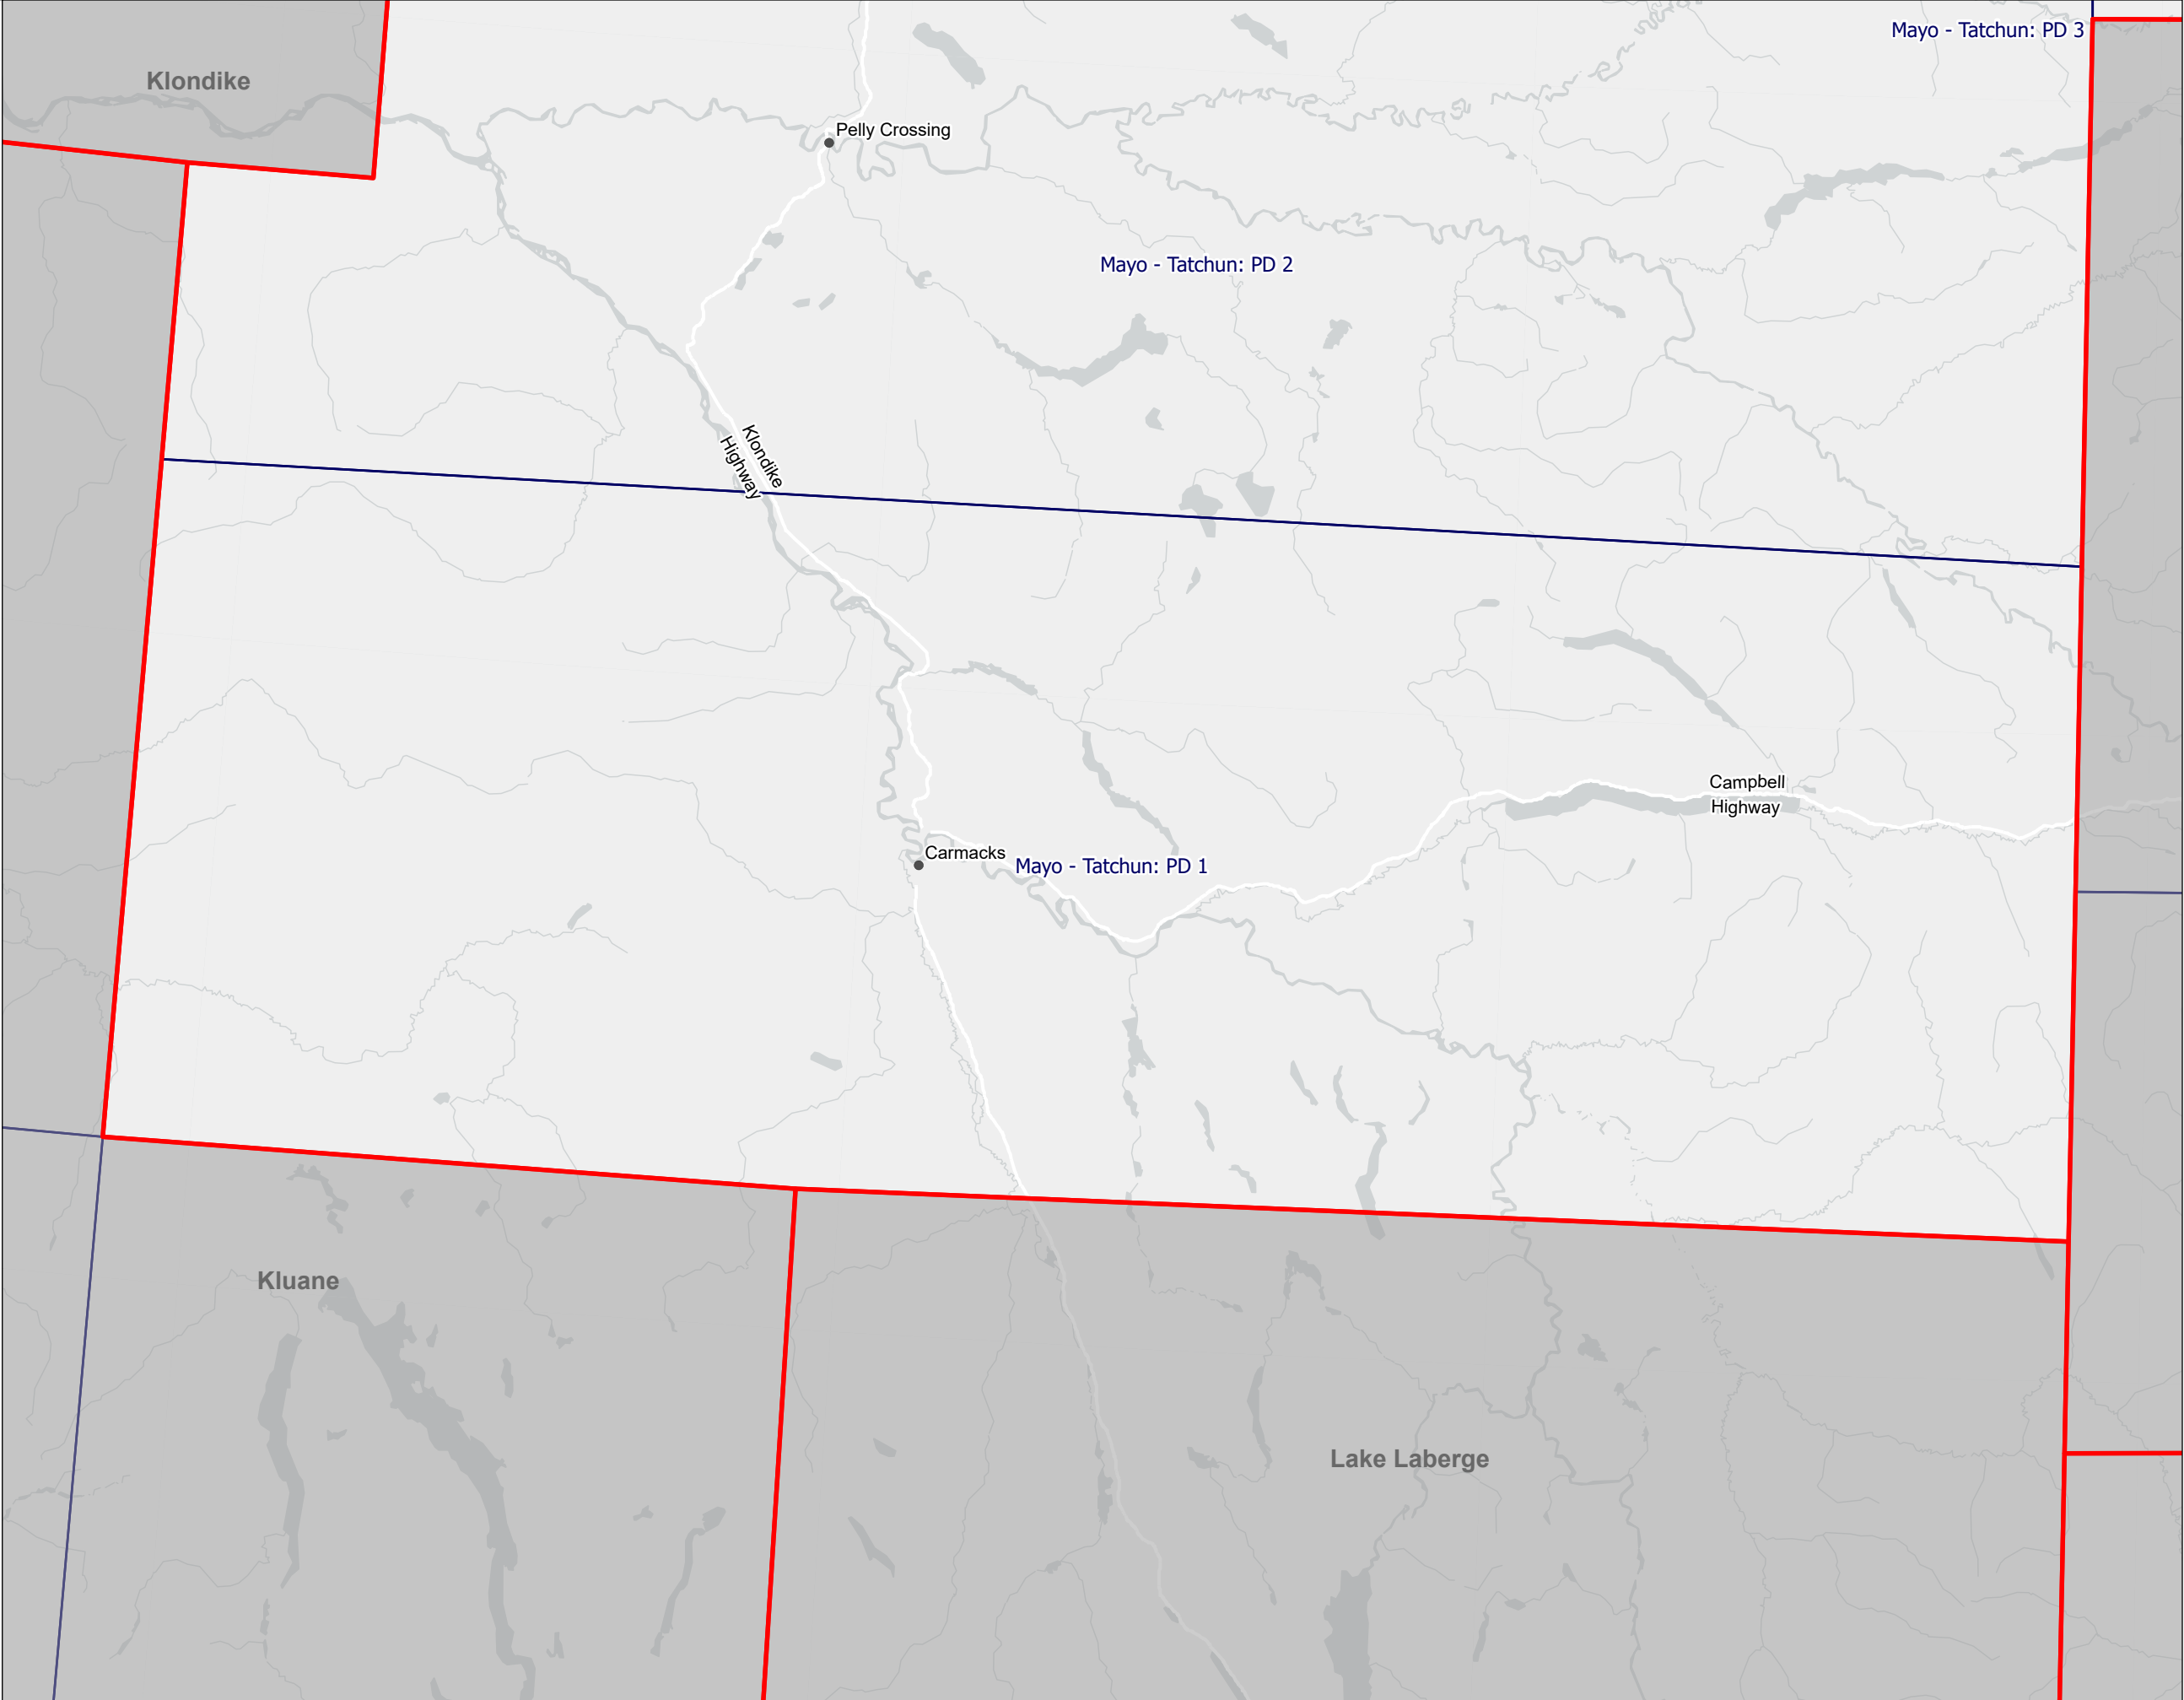 Mayo - Tatchun: PD 3
Klondike
Pelly Crossing
Mayo - Tatchun: PD 2
Klondike
Highway
Campbell
Highway
Carmacks
Mayo - Tatchun: PD 1
Kluane
Lake Laberge